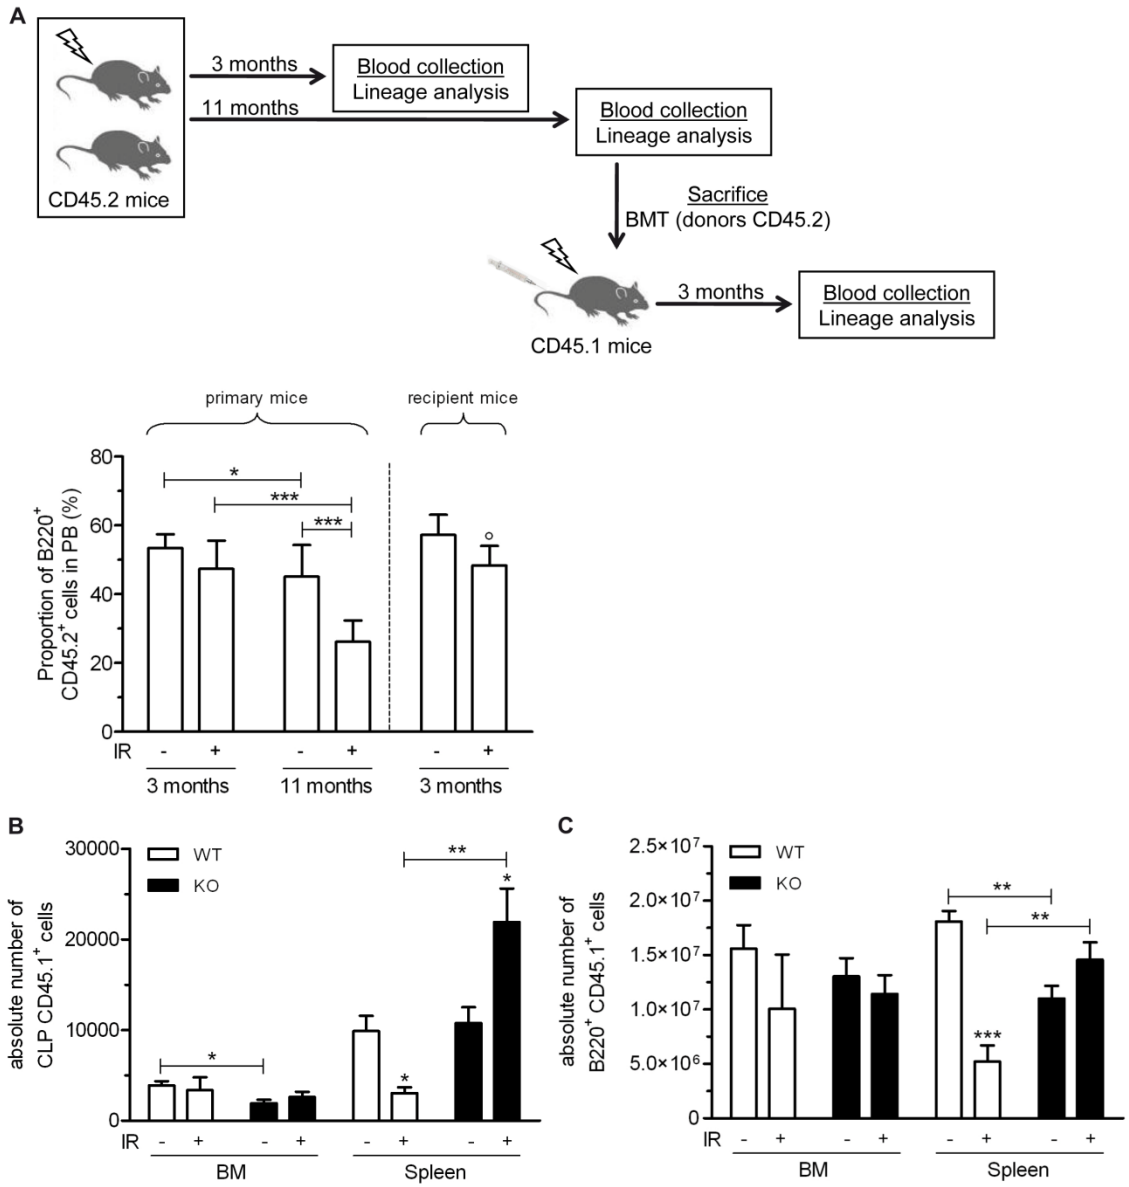 A
3 months
Blood collection
Lineage analysis
11 months
Blood collection
Lineage analysis
CD45.2 mice
Sacrifice
BMT (donors CD45.2)
3 months
Blood collection
Lineage analysis
CD45.1 mice
primary mice
recipient mice
Proportion of B220⁺
CD45.2⁺ cells in PB (%)
80
60
40
20
0
*
***
***
°
IR - + - + - +
3 months 11 months 3 months
B
absolute number of
CLP CD45.1⁺ cells
30000
20000
10000
0
WT
KO
**
*
*
*
IR - + - + - + - +
BM Spleen
C
absolute number of
B220⁺ CD45.1⁺ cells
2.5×10⁷
2.0×10⁷
1.5×10⁷
1.0×10⁷
5.0×10⁶
0
WT
KO
**
**
***
IR - + - + - + - +
BM Spleen